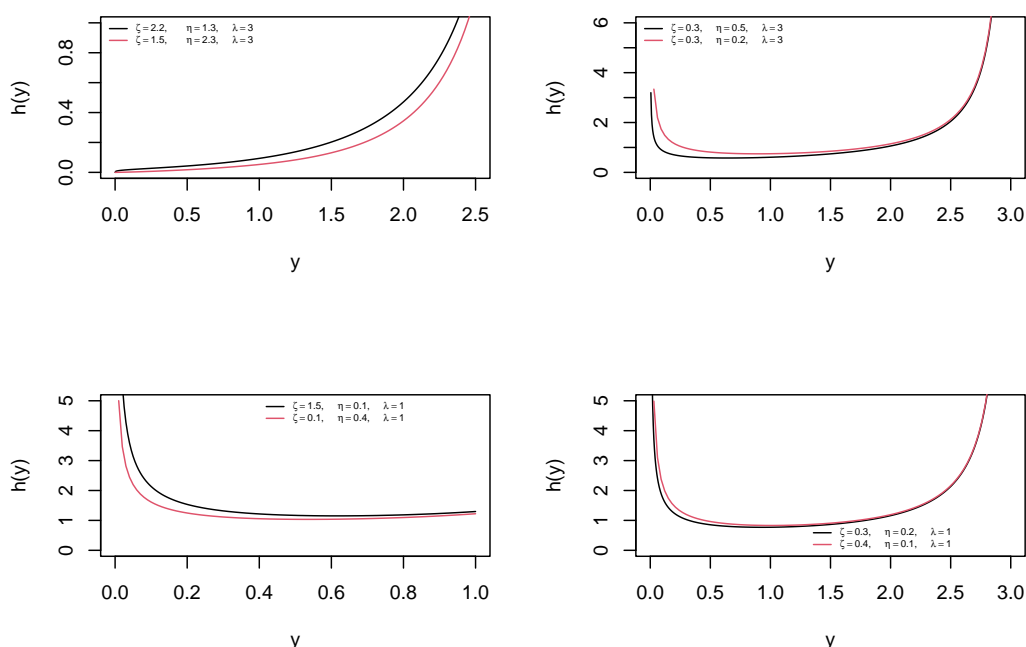 ζ = 2.2, η = 1.3, λ = 3
ζ = 1.5, η = 2.3, λ = 3
h(y)
0.0 0.4 0.8
0.0 0.5 1.0 1.5 2.0 2.5
y
ζ = 0.3, η = 0.5, λ = 3
ζ = 0.3, η = 0.2, λ = 3
h(y)
0 2 4 6
0.0 0.5 1.0 1.5 2.0 2.5 3.0
y
ζ = 1.5, η = 0.1, λ = 1
ζ = 0.1, η = 0.4, λ = 1
h(y)
0 1 2 3 4 5
0.0 0.2 0.4 0.6 0.8 1.0
y
ζ = 0.3, η = 0.2, λ = 1
ζ = 0.4, η = 0.1, λ = 1
h(y)
0 1 2 3 4 5
0.0 0.5 1.0 1.5 2.0 2.5 3.0
y